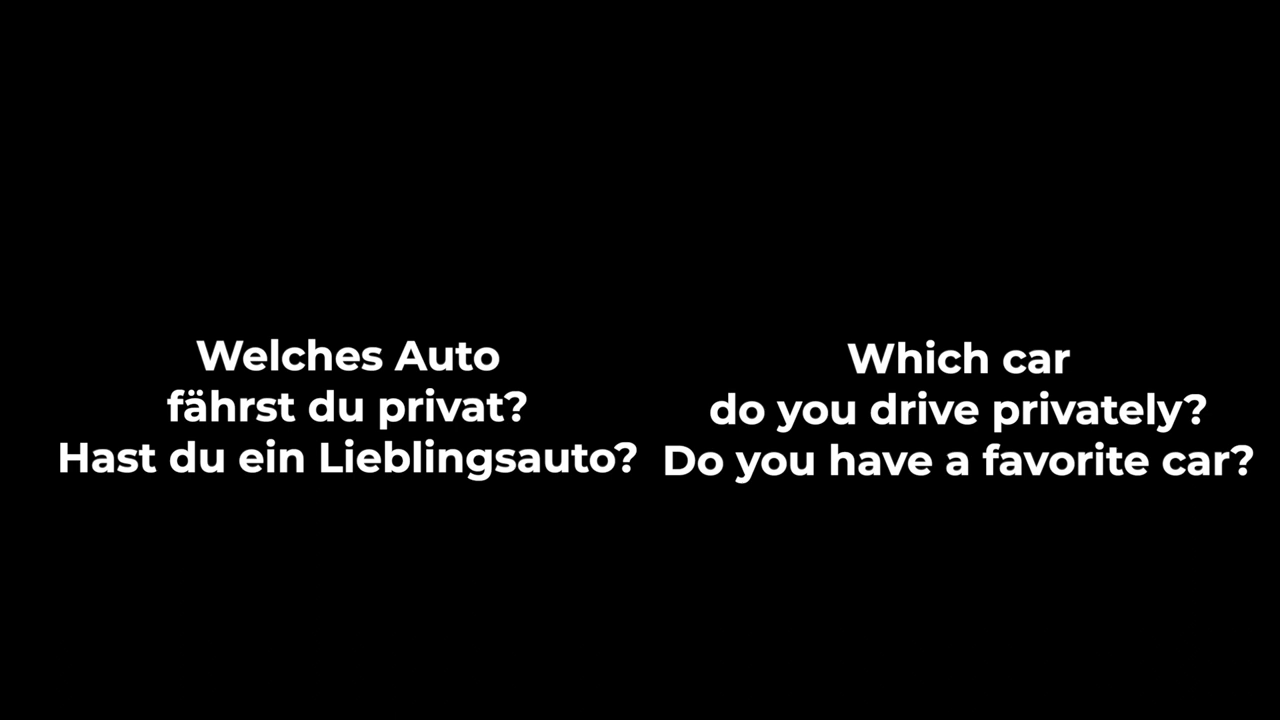 Welches Auto
fährst du privat?
Hast du ein Lieblingsauto?
Which car
do you drive privately?
Do you have a favorite car?